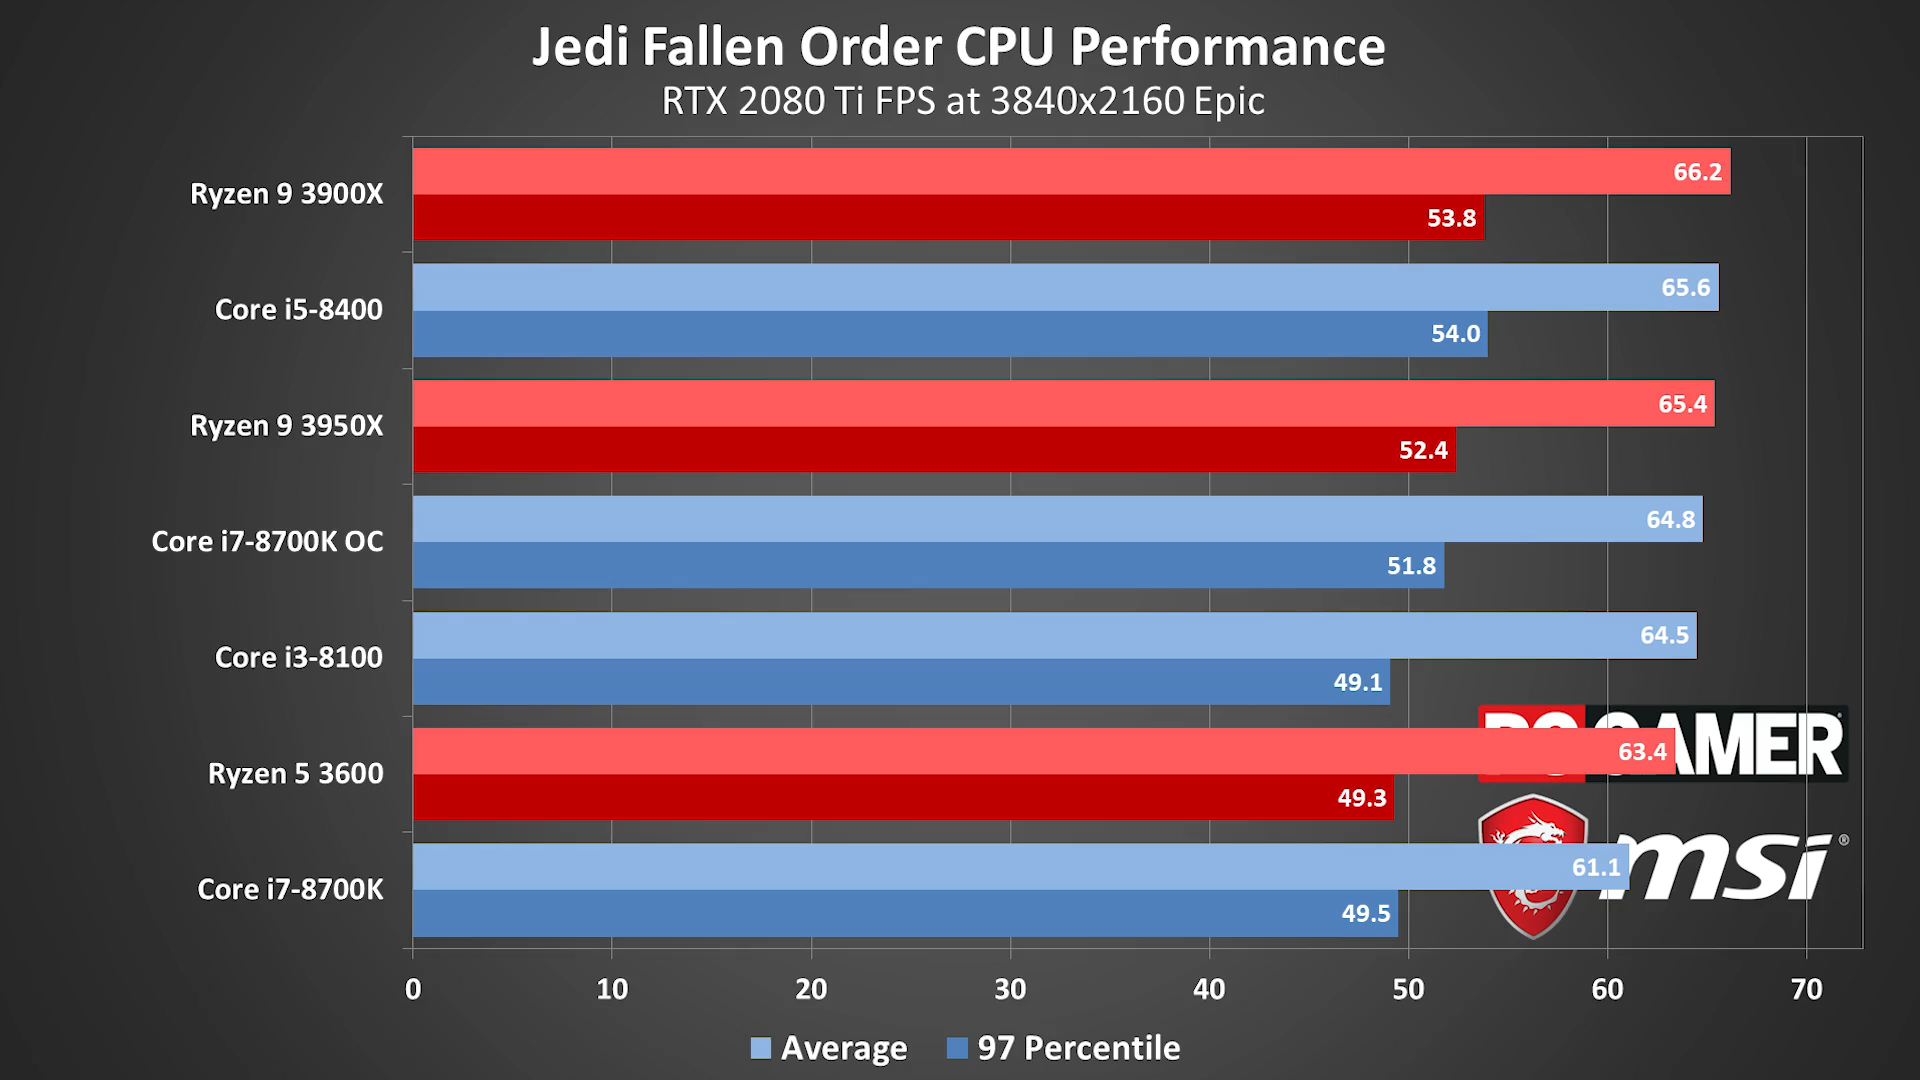 Jedi Fallen Order CPU Performance
RTX 2080 Ti FPS at 3840x2160 Epic
Ryzen 9 3900X
66.2
53.8
Core i5-8400
65.6
54.0
Ryzen 9 3950X
65.4
52.4
Core i7-8700K OC
64.8
51.8
Core i3-8100
64.5
49.1
Ryzen 5 3600
63.4
49.3
PC GAMER
Core i7-8700K
61.1
49.5
msi®
0 10 20 30 40 50 60 70
Average 97 Percentile